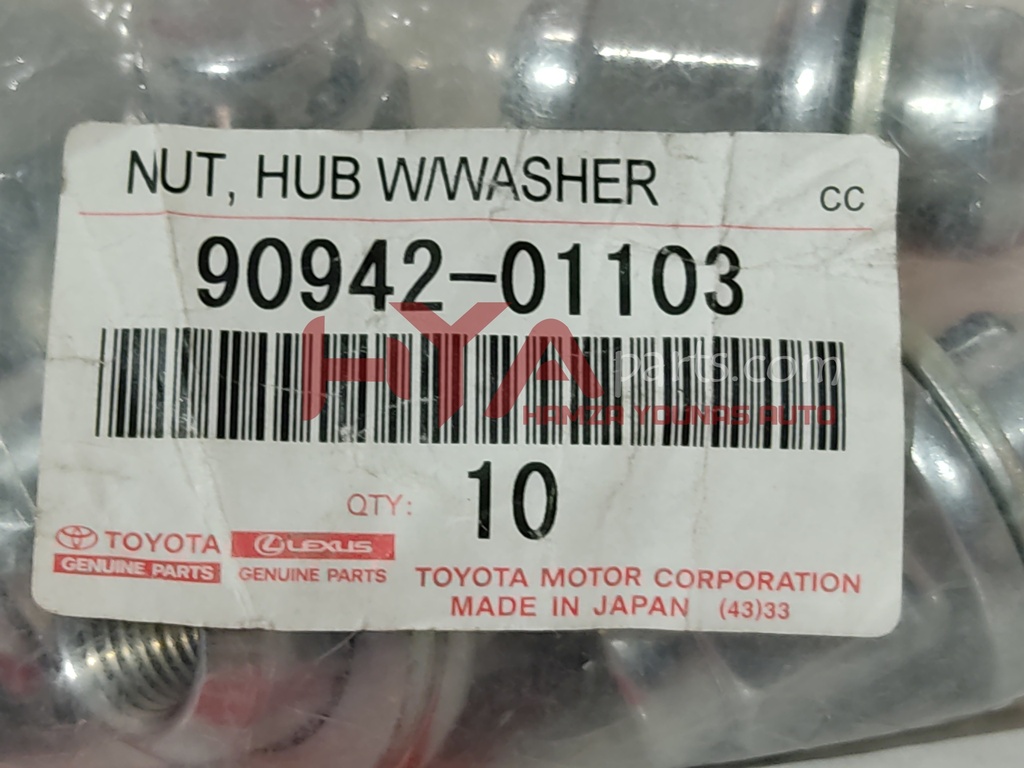 NUT, HUB W/WASHER
CC
90942-01103
HYA parts.com
HAMZA YOUNAS AUTO
QTY: 10
TOYOTA
GENUINE PARTS
LEXUS
GENUINE PARTS
TOYOTA MOTOR CORPORATION
MADE IN JAPAN (43)33